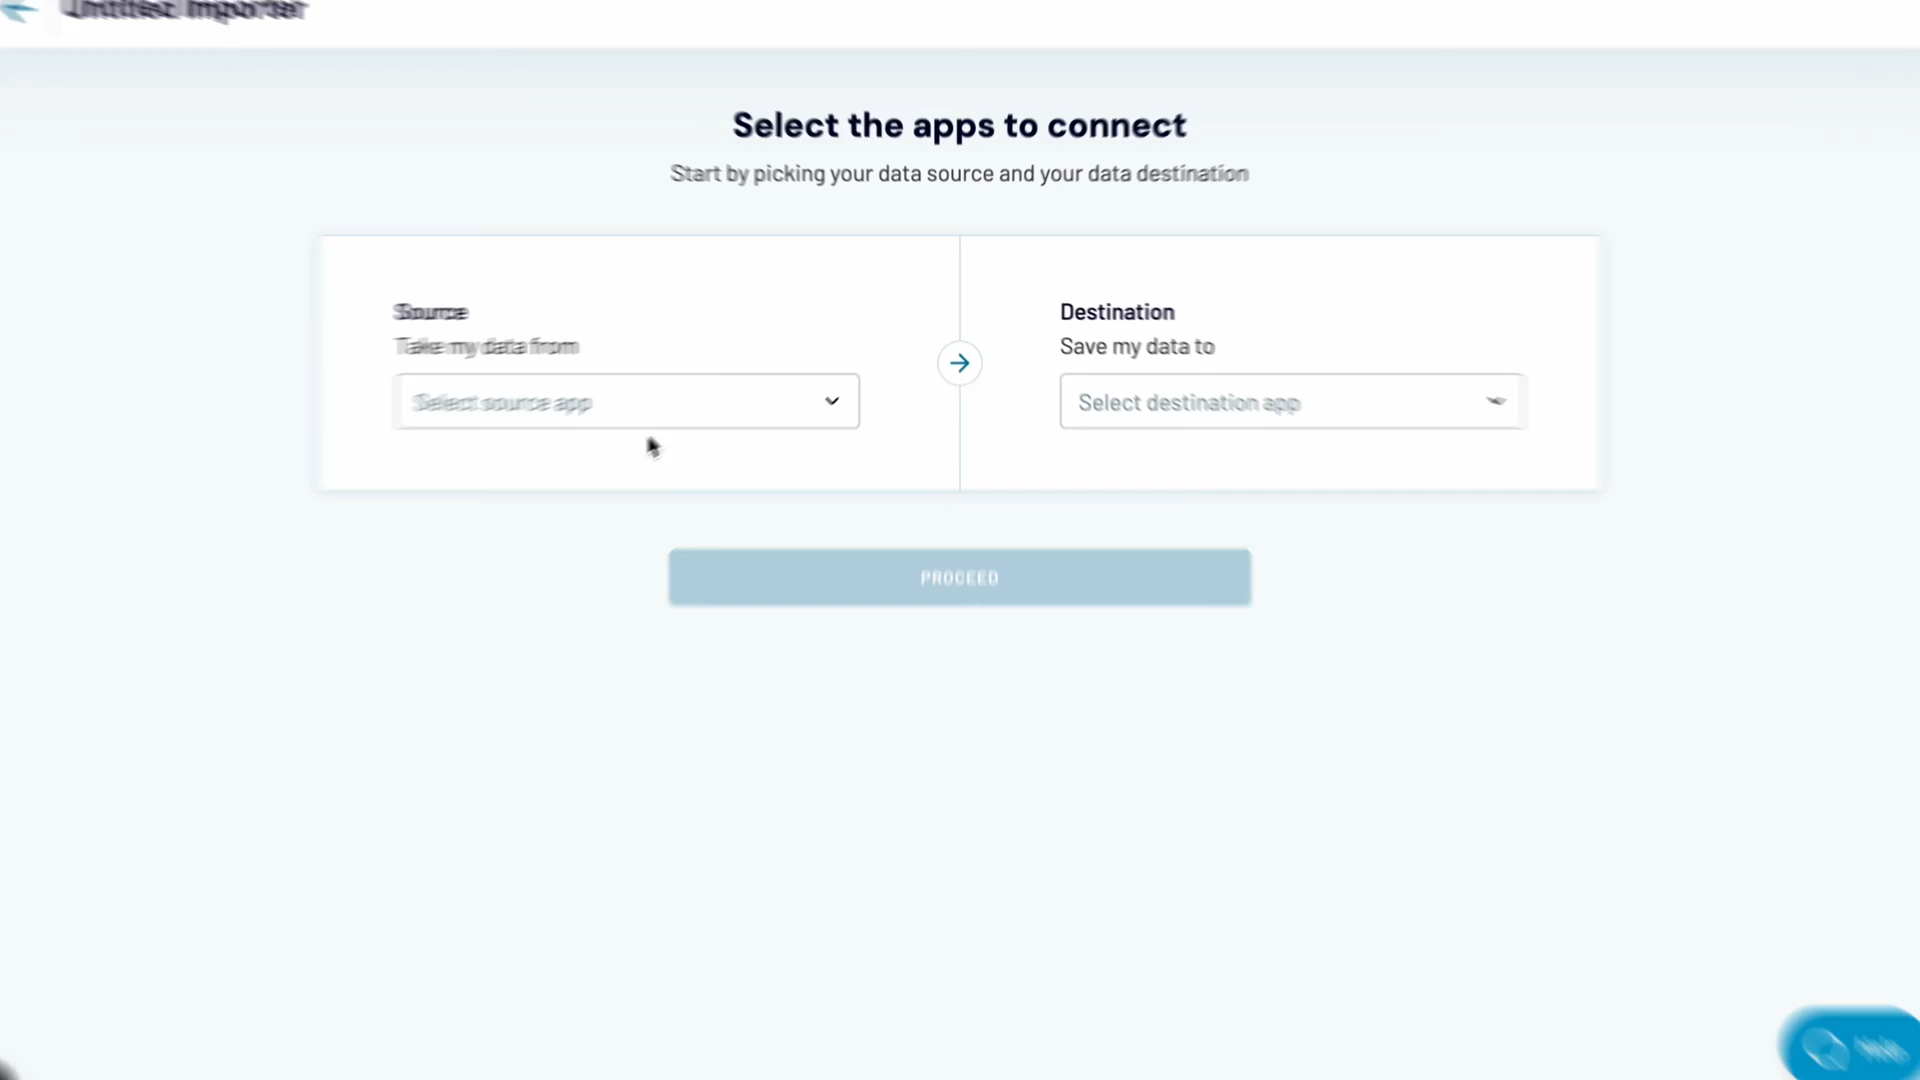 Untitled Importer
Select the apps to connect
Start by picking your data source and your data destination
Source
Take my data from
Select source app
Destination
Save my data to
Select destination app
PROCEED